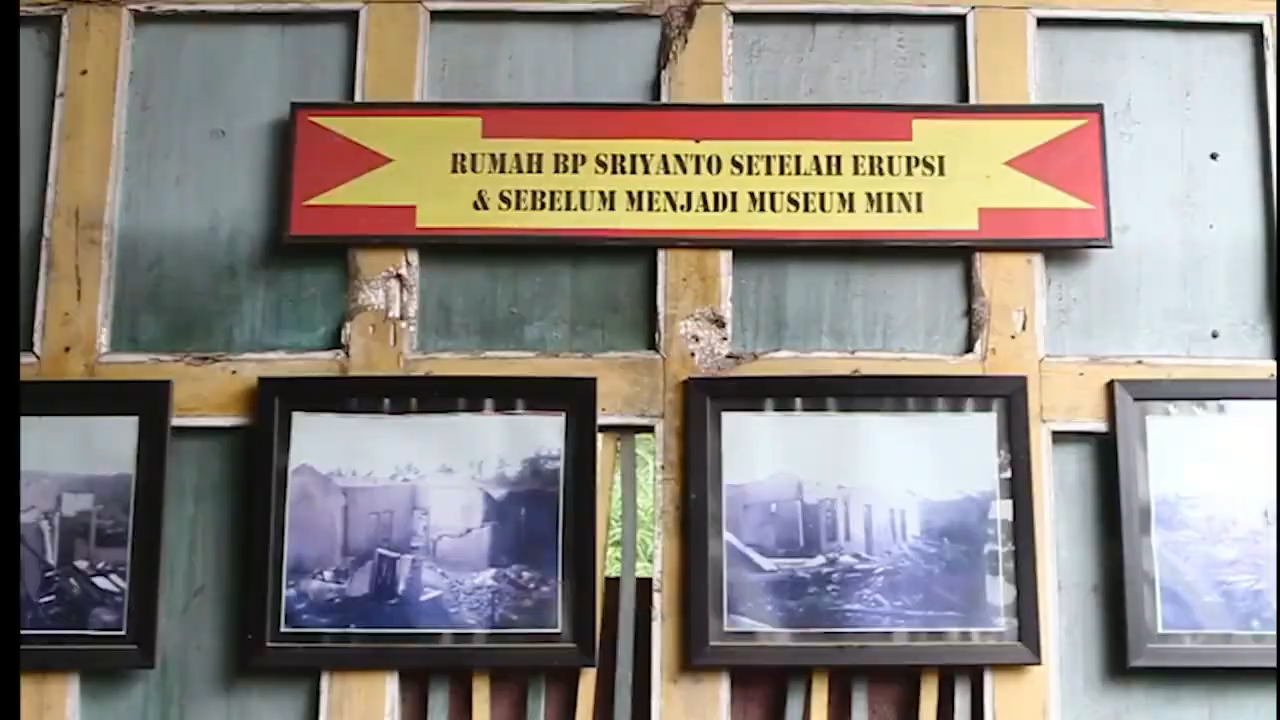 RUMAH BP SRIYANTO SETELAH ERUPSI
& SEBELUM MENJADI MUSEUM MINI